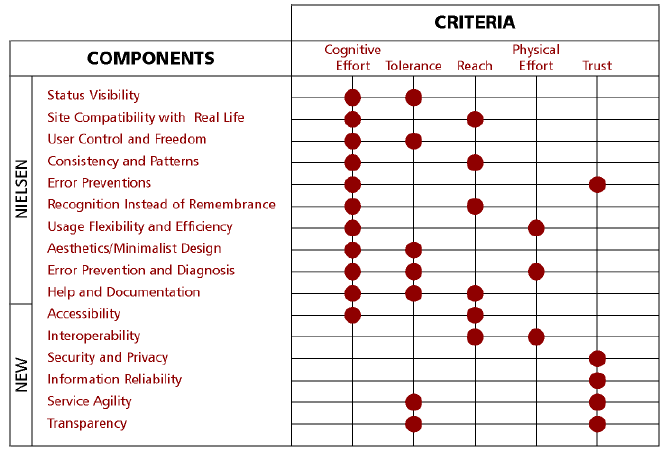 CRITERIA
COMPONENTS
Cognitive
Effort
Tolerance
Reach
Physical
Effort
Trust
NIELSEN
Status Visibility
Site Compatibility with Real Life
User Control and Freedom
Consistency and Patterns
Error Preventions
Recognition Instead of Remembrance
Usage Flexibility and Efficiency
Aesthetics/Minimalist Design
Error Prevention and Diagnosis
Help and Documentation
NEW
Accessibility
Interoperability
Security and Privacy
Information Reliability
Service Agility
Transparency